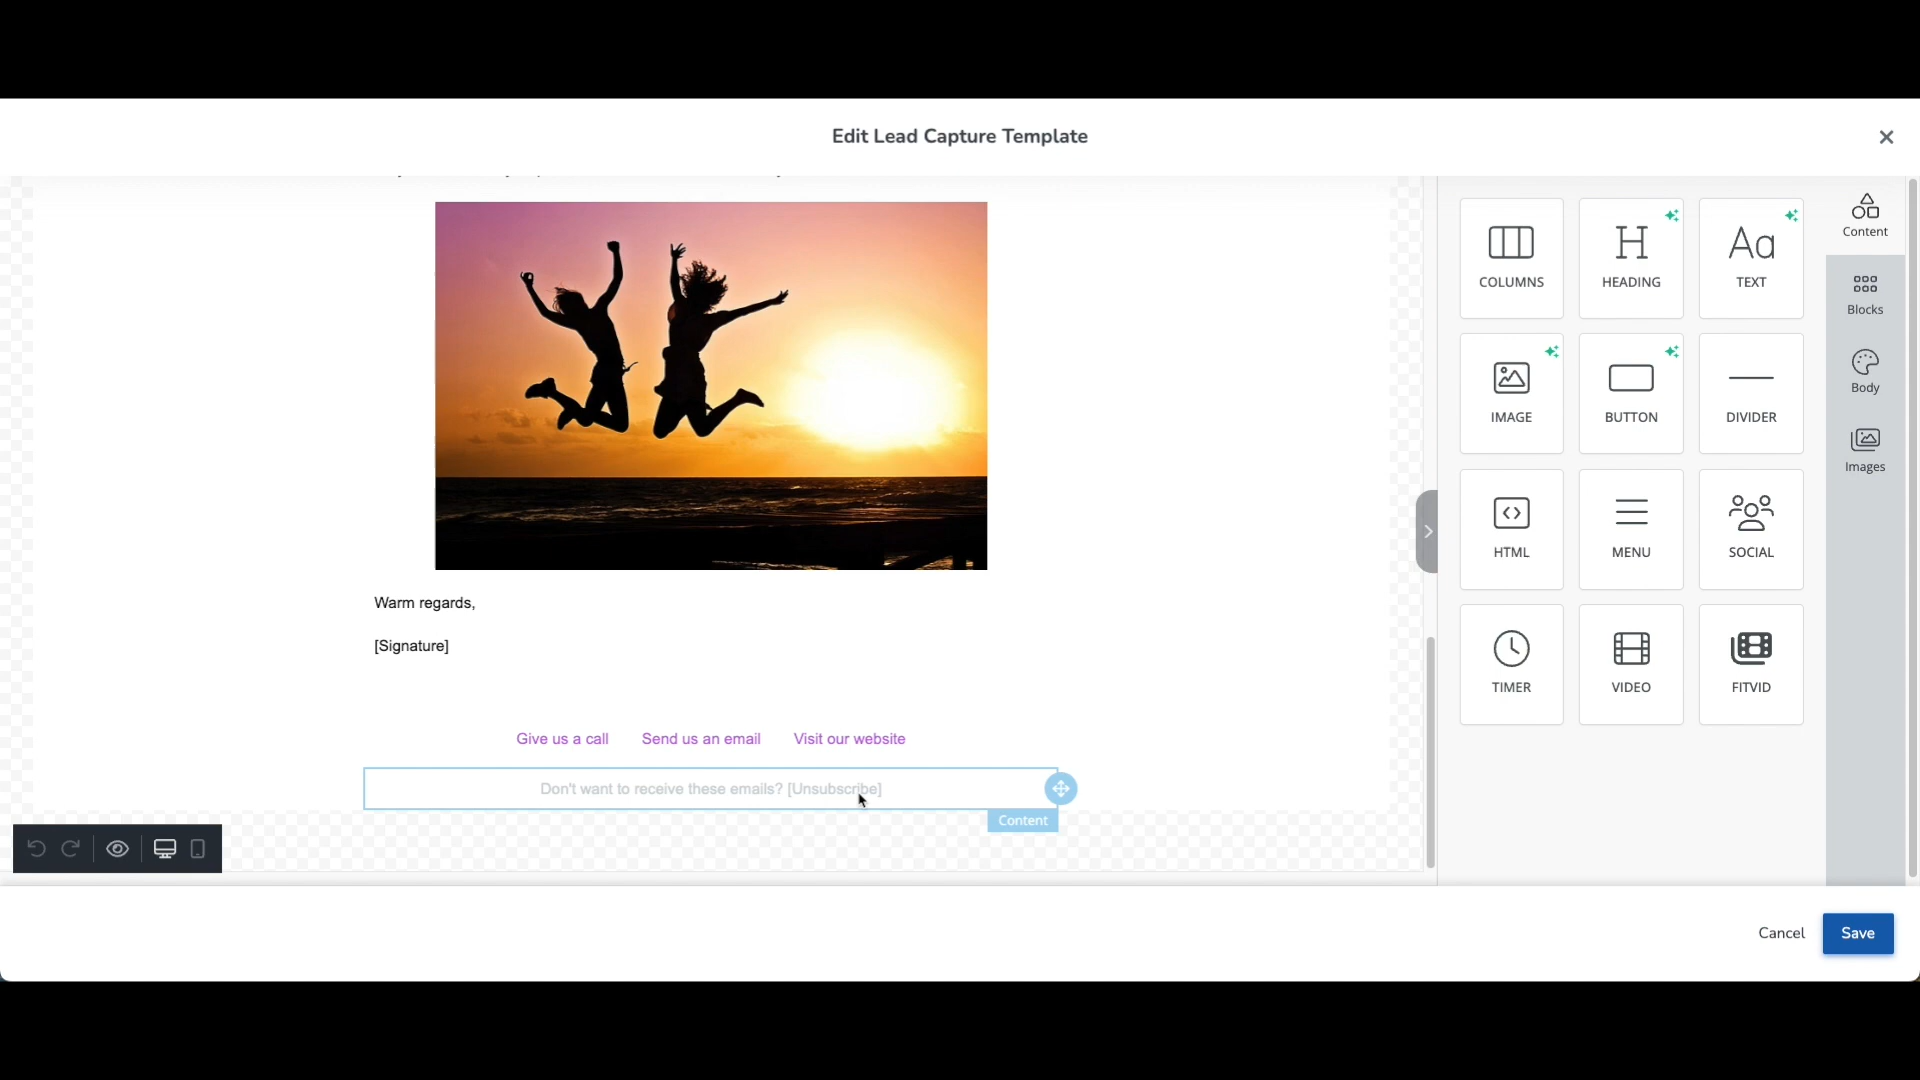 Edit Lead Capture Template
COLUMNS
HEADING
TEXT
Content
Blocks
IMAGE
BUTTON
DIVIDER
Body
Images
HTML
MENU
SOCIAL
TIMER
VIDEO
FITVID
Warm regards,
[Signature]
Give us a call Send us an email Visit our website
Don't want to receive these emails? [Unsubscribe]
Content
Cancel
Save